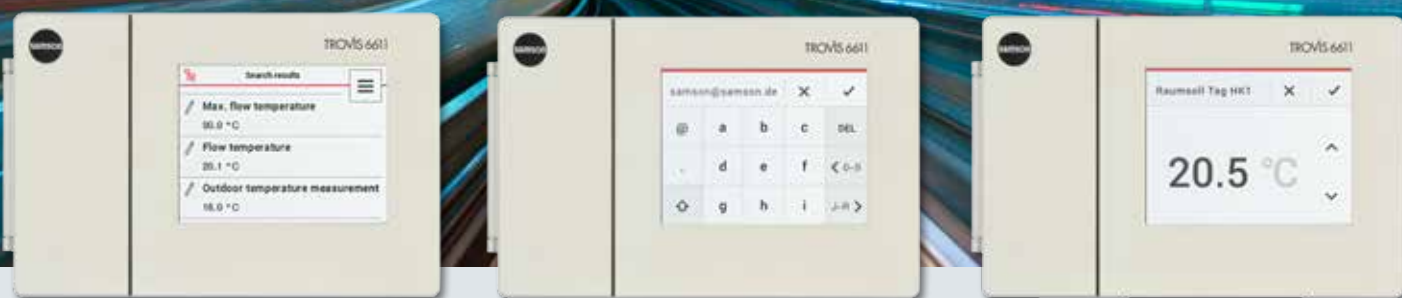 samson
TROVIS 6611
Search results
Max. flow temperature
90.0 °C
Flow temperature
20.1 °C
Outdoor temperature measurement
18.0 °C
samson
TROVIS 6611
samson@samson.de
@ a b c DEL
. d e f
g h i J-R >
samson
TROVIS 6611
Raumsoll Tag HK1
20.5 °C